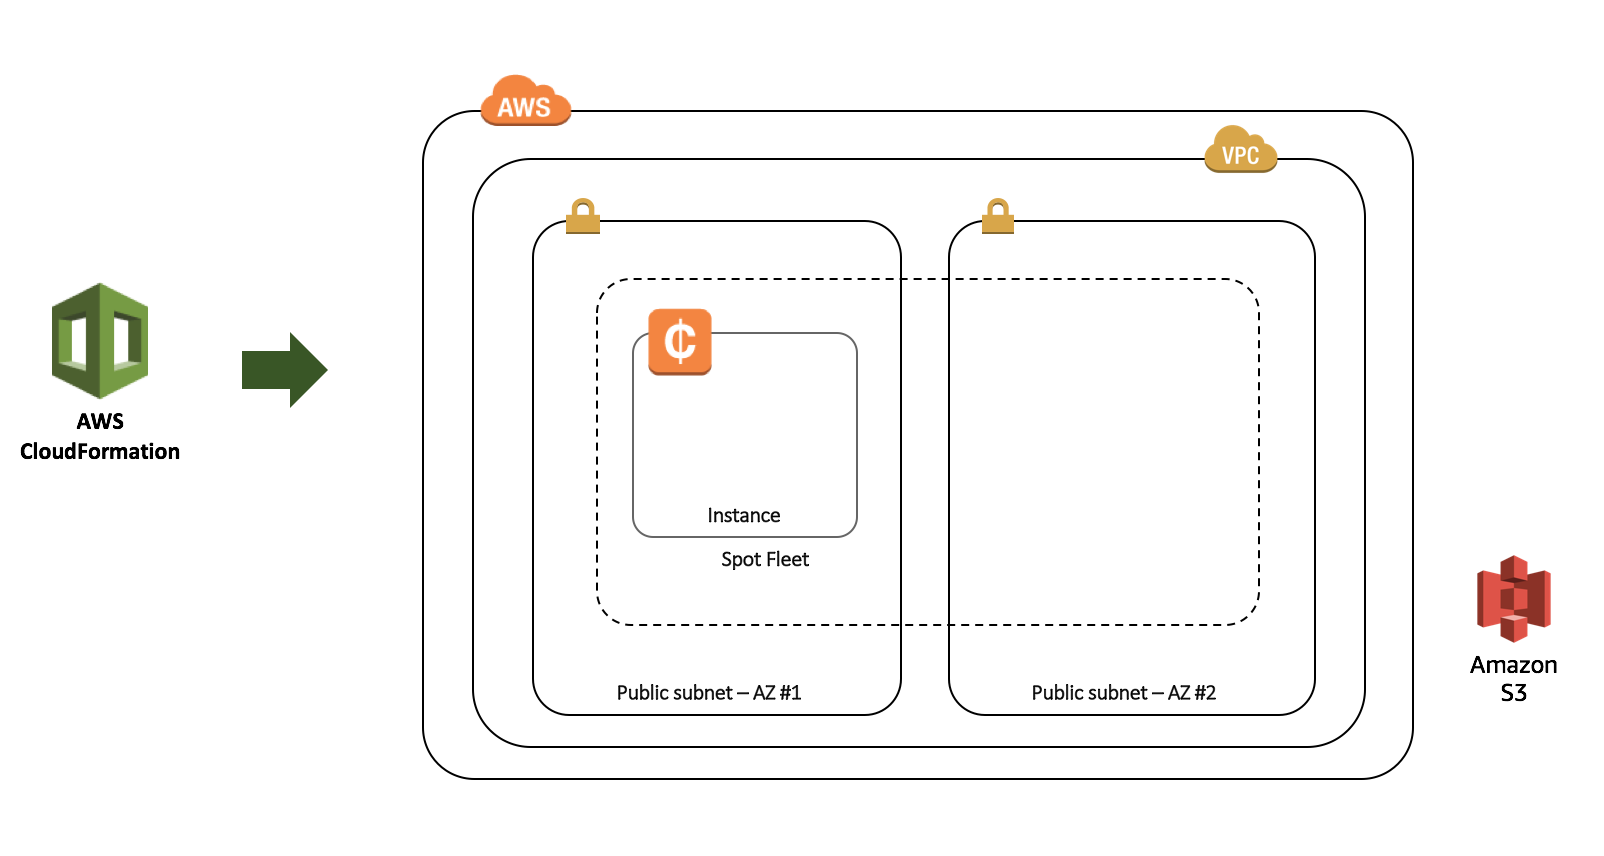 AWS
VPC
₵
AWS
CloudFormation
Instance
Spot Fleet
Public subnet – AZ #1
Public subnet – AZ #2
Amazon
S3